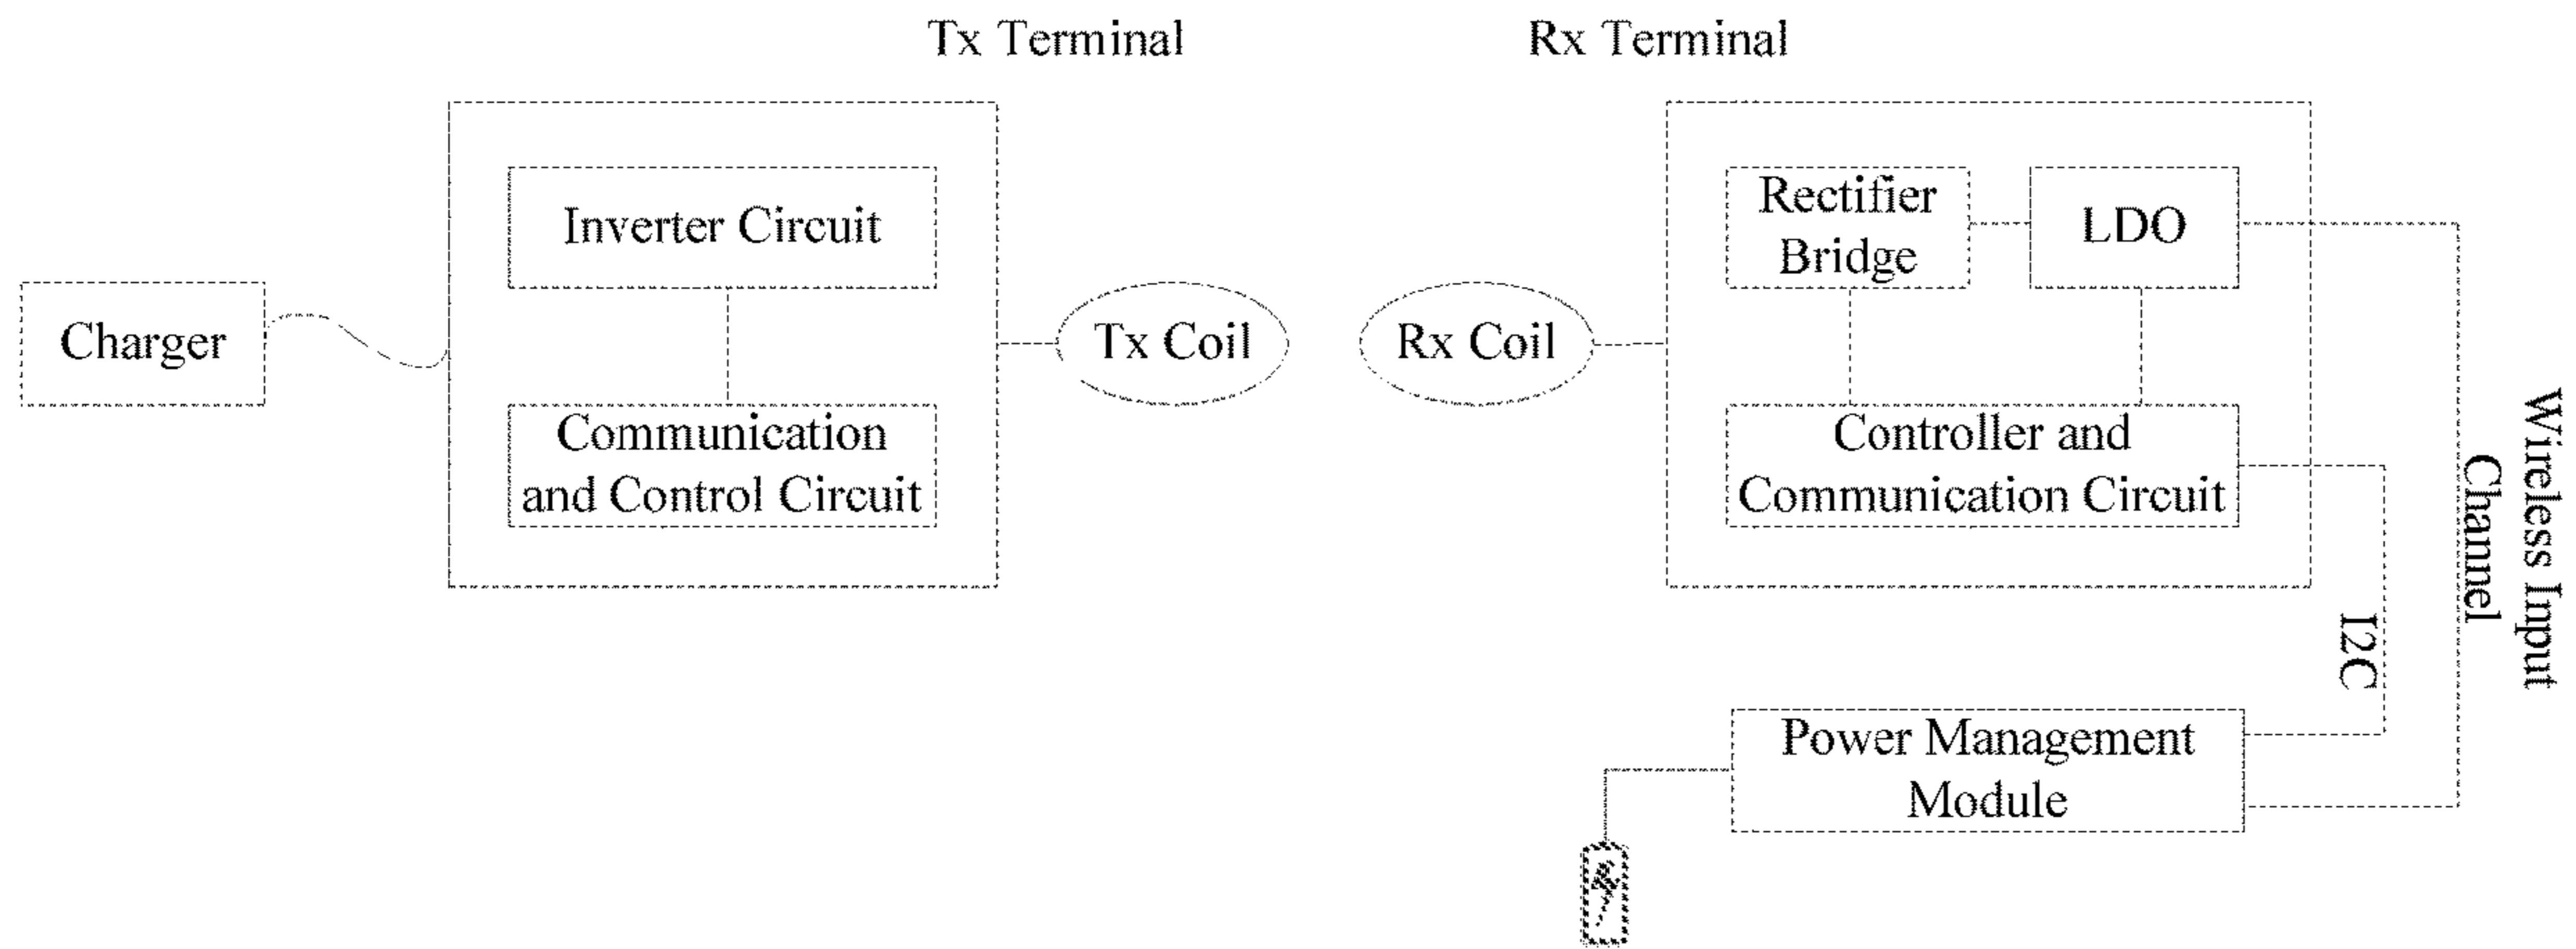 Tx Terminal
Rx Terminal
Charger
Inverter Circuit
Communication
and Control Circuit
Tx Coil
Rx Coil
Rectifier
Bridge
LDO
Controller and
Communication Circuit
Wireless Input
Channel
I2C
Power Management
Module